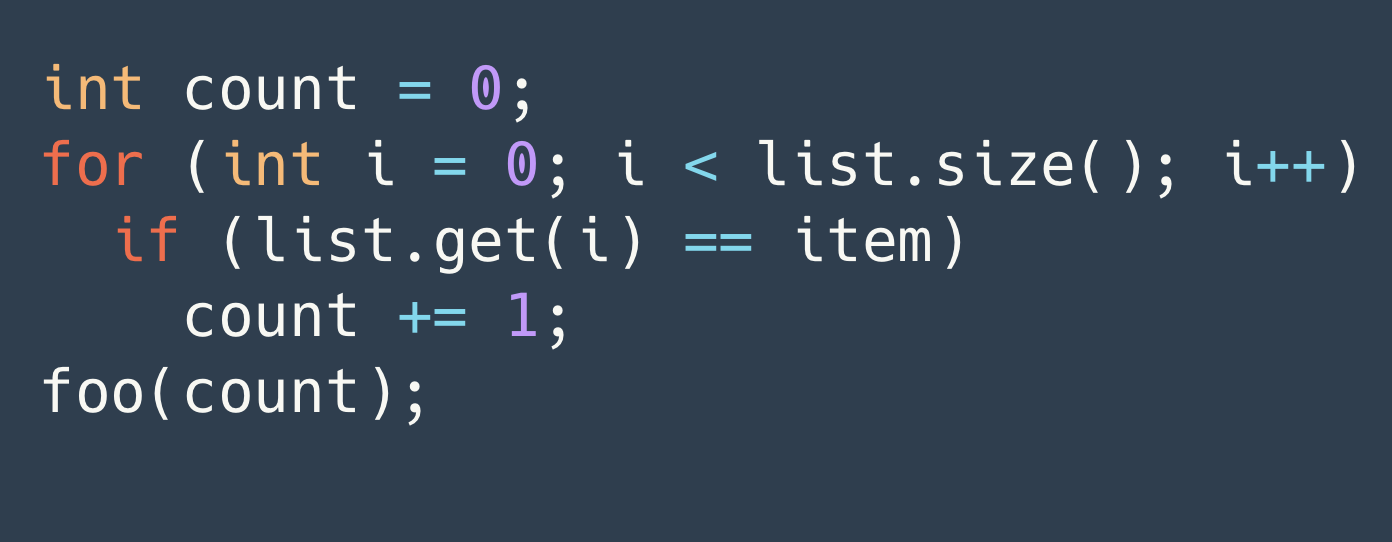 int count = 0;
for (int i = 0; i < list.size(); i++)
  if (list.get(i) == item)
    count += 1;
foo(count);